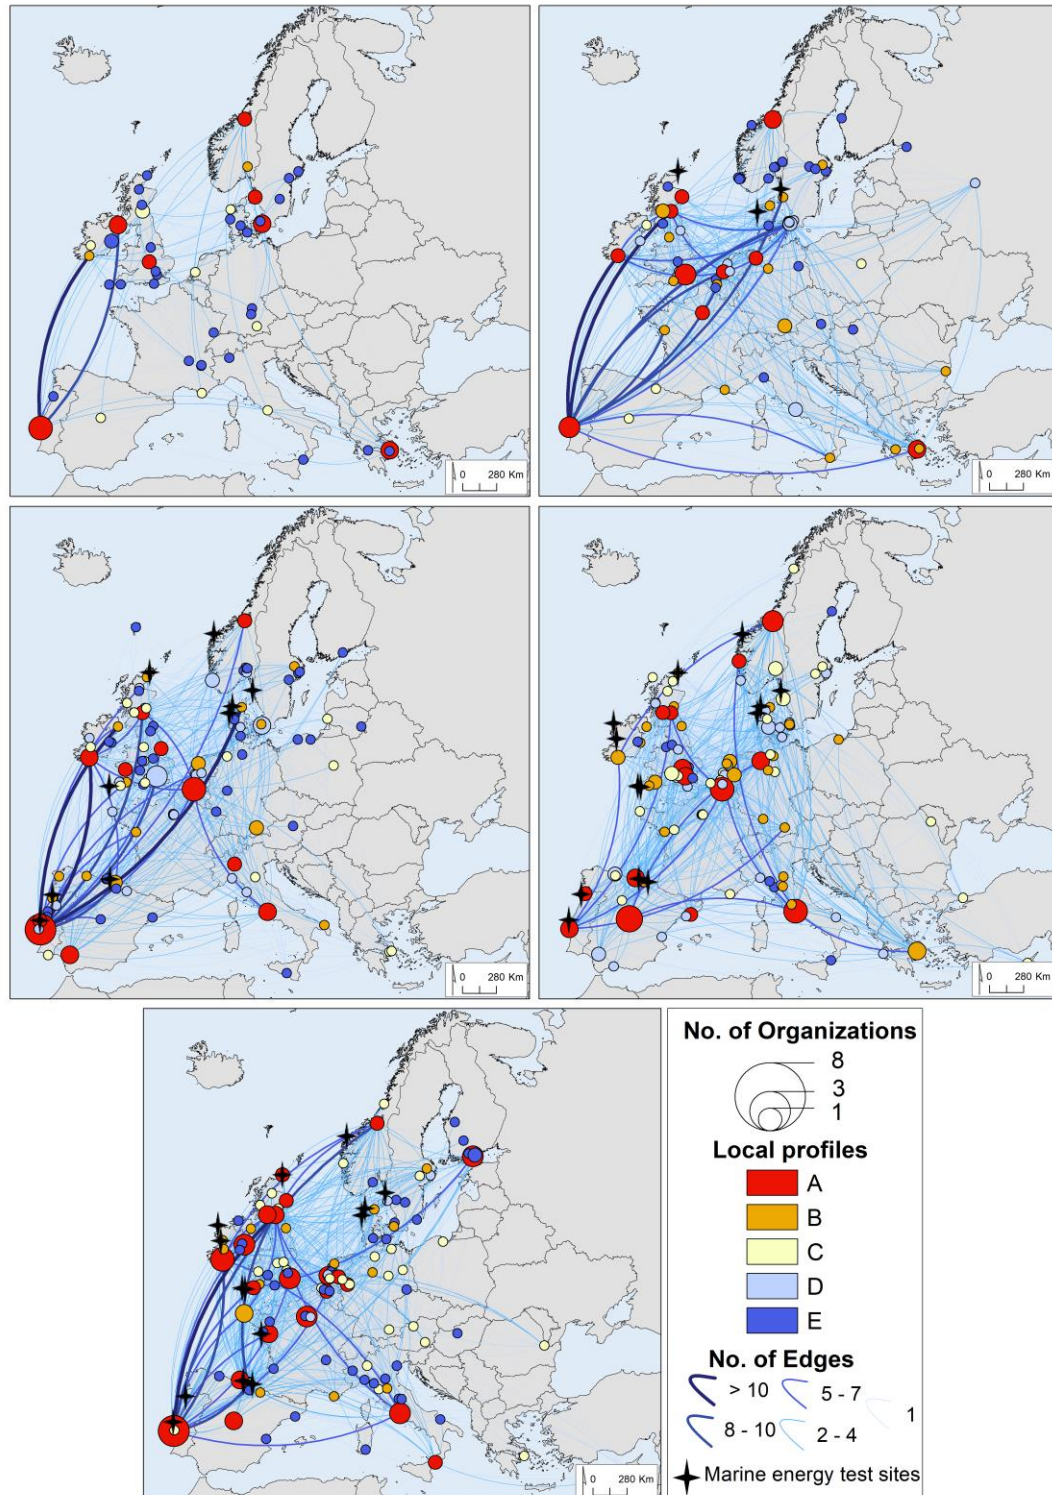 0 280 Km
0 280 Km
0 280 Km
0 280 Km
0 280 Km
No. of Organizations
8
3
1
Local profiles
A
B
C
D
E
No. of Edges
> 10
5 - 7
1
8 - 10
2 - 4
Marine energy test sites